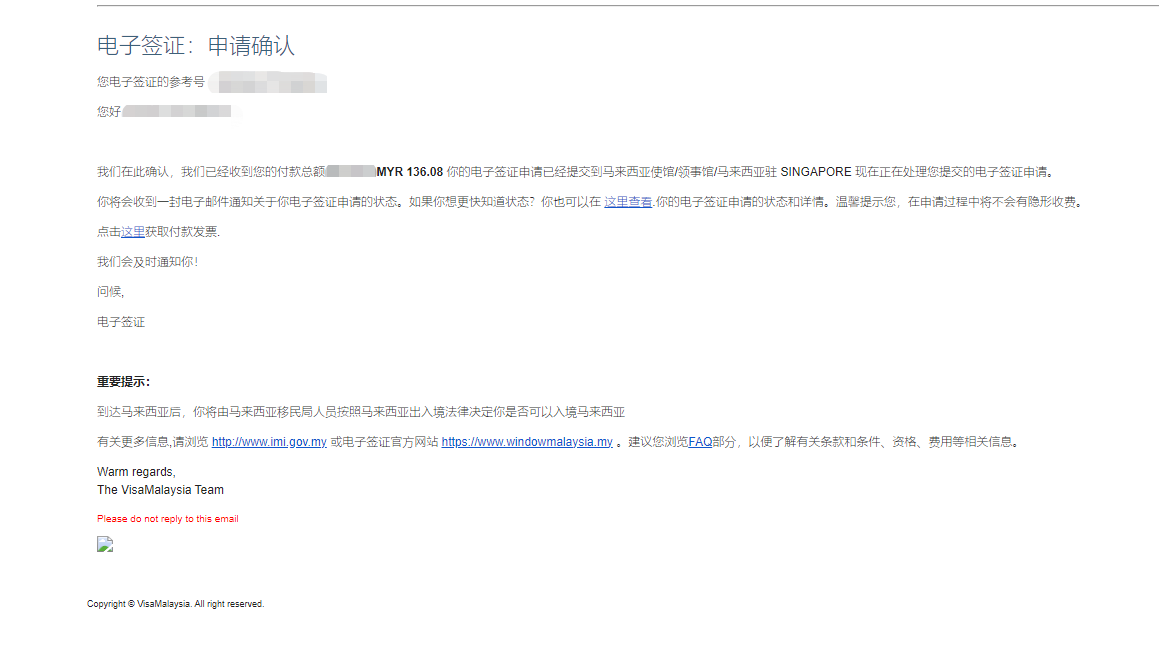 电子签证：申请确认
您电子签证的参考号
您好
我们在此确认，我们已经收到您的付款总额MYR 136.08 你的电子签证申请已经提交到马来西亚使馆/领事馆/马来西亚驻 SINGAPORE 现在正在处理您提交的电子签证申请。
你将会收到一封电子邮件通知关于你电子签证申请的状态。如果你想更快知道状态？你也可以在 这里查看.你的电子签证申请的状态和详情。温馨提示您，在申请过程中将不会有隐形收费。
点击这里获取付款发票.
我们会及时通知你！
问候,
电子签证
重要提示：
到达马来西亚后，你将由马来西亚移民局人员按照马来西亚出入境法律决定你是否可以入境马来西亚
有关更多信息,请浏览 http://www.imi.gov.my 或电子签证官方网站 https://www.windowmalaysia.my 。建议您浏览FAQ部分，以便了解有关条款和条件、资格、费用等相关信息。
Warm regards,
The VisaMalaysia Team
Please do not reply to this email
Copyright © VisaMalaysia. All right reserved.